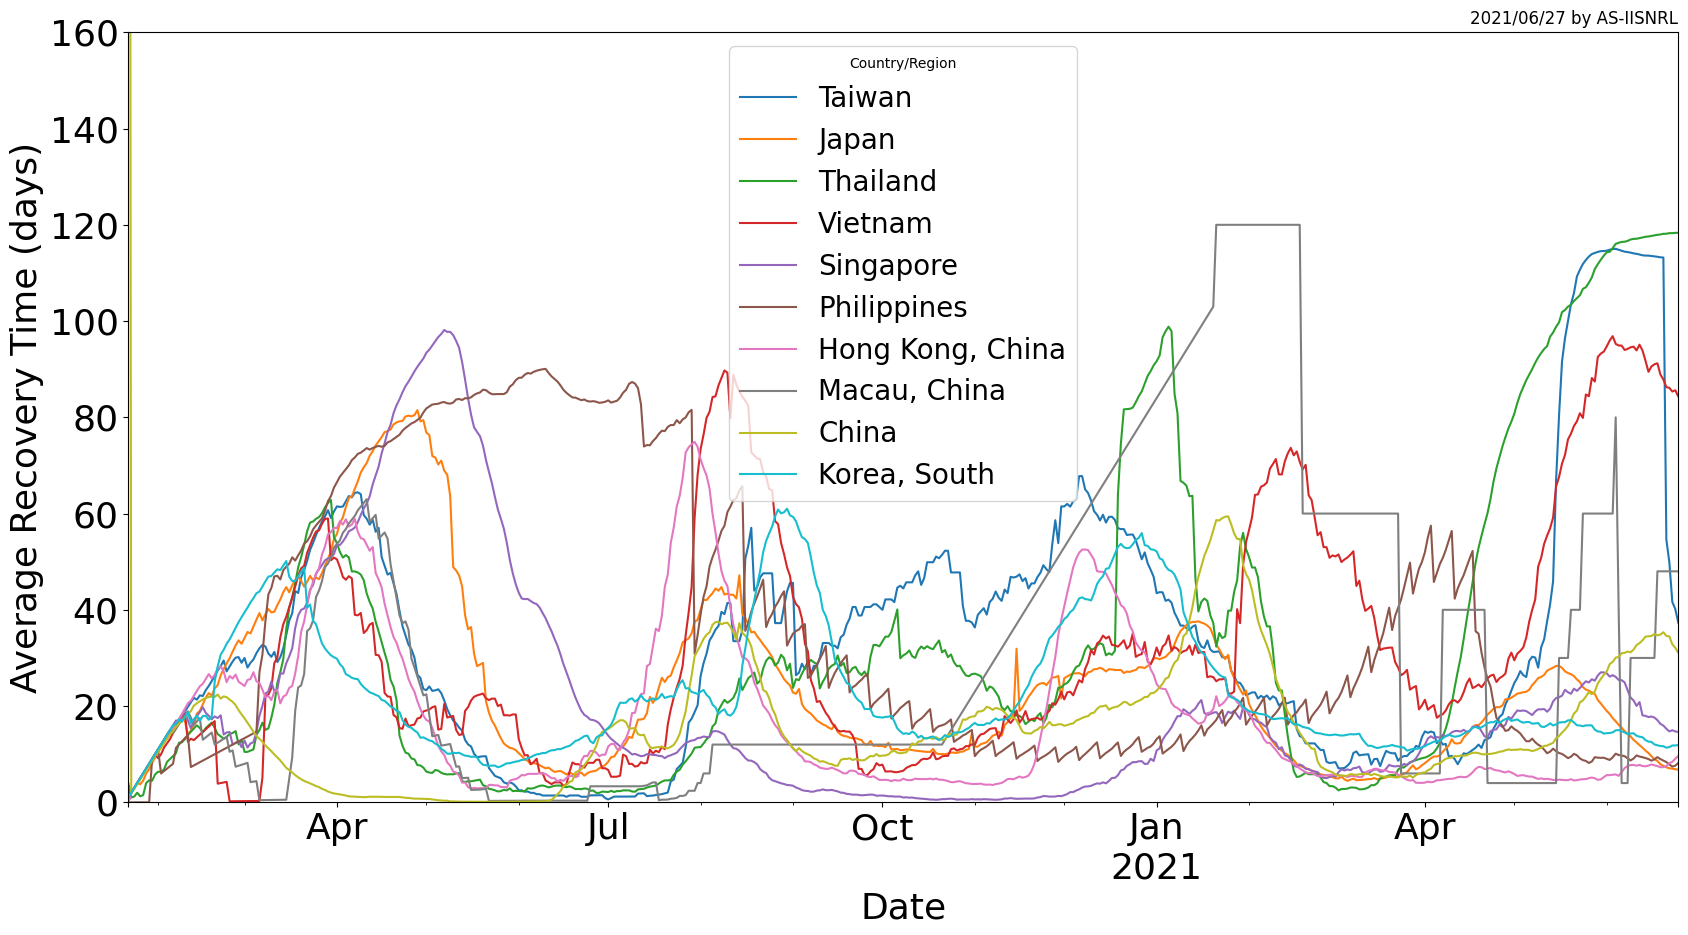 2021/06/27 by AS-IISNRL
160
140
120
100
80
60
40
20
0
Average Recovery Time (days)
Country/Region
Taiwan
Japan
Thailand
Vietnam
Singapore
Philippines
Hong Kong, China
Macau, China
China
Korea, South
Apr
Jul
Oct
Jan
2021
Apr
Date